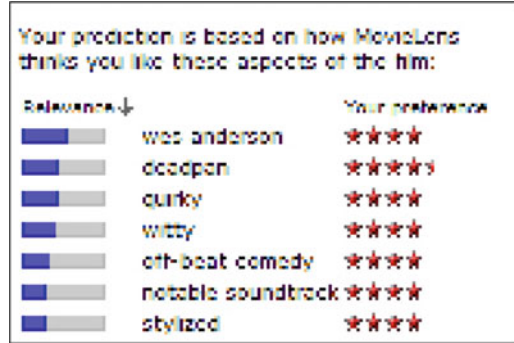 Your prediction is based on how MovieLens
thinks you like these aspects of the film:
Relevance Your preference
wes anderson
deadpan
quirky
witty
off-beat comedy
notable soundtrack
stylized